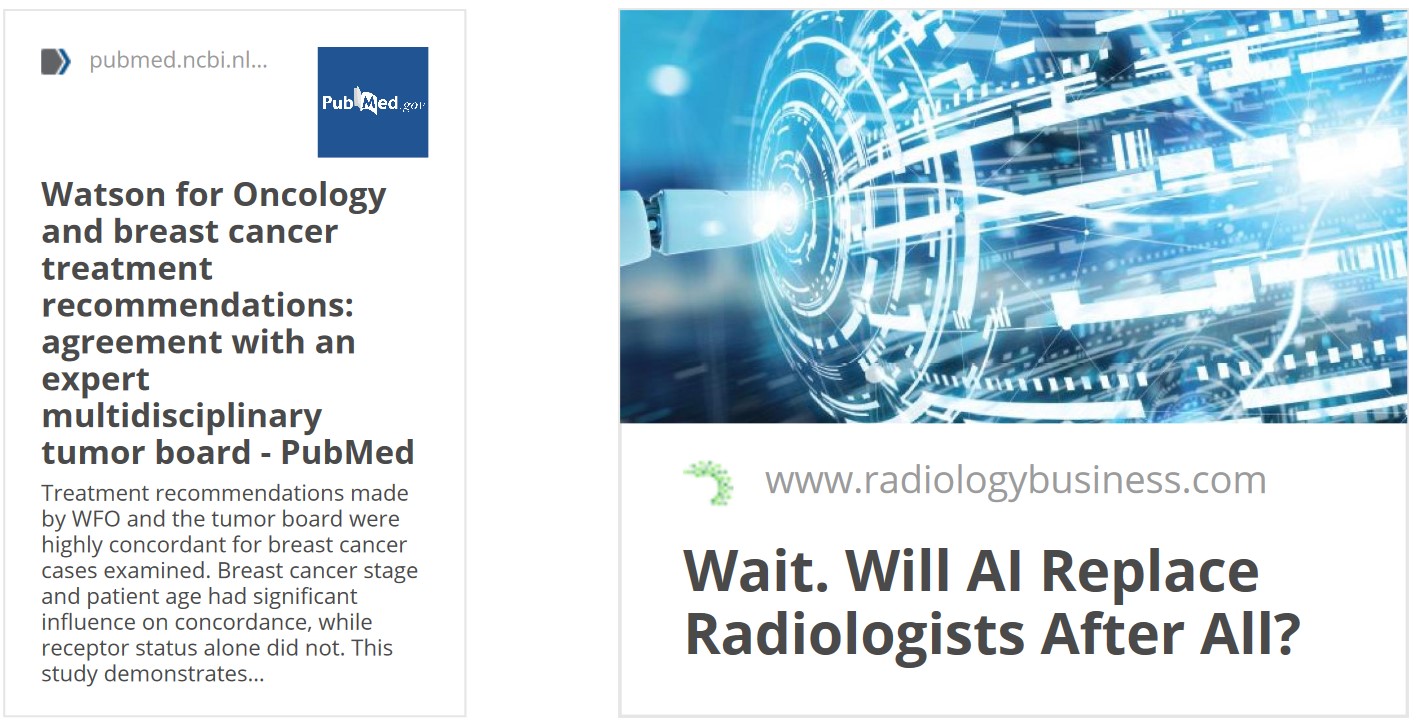 pubmed.ncbi.nl...
PubMed.gov
Watson for Oncology
and breast cancer
treatment
recommendations:
agreement with an
expert
multidisciplinary
tumor board - PubMed
Treatment recommendations made
by WFO and the tumor board were
highly concordant for breast cancer
cases examined. Breast cancer stage
and patient age had significant
influence on concordance, while
receptor status alone did not. This
study demonstrates...
www.radiologybusiness.com
Wait. Will AI Replace
Radiologists After All?